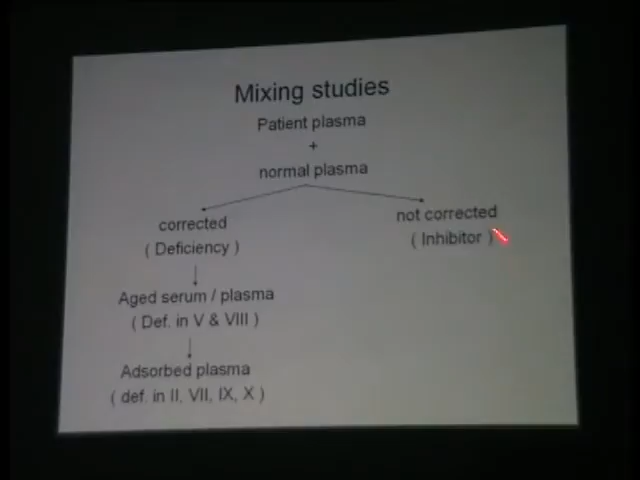 Mixing studies
Patient plasma
+
normal plasma
corrected
( Deficiency )
not corrected
( Inhibitor )
Aged serum / plasma
( Def. in V & VIII )
Adsorbed plasma
( def. in II, VII, IX, X )